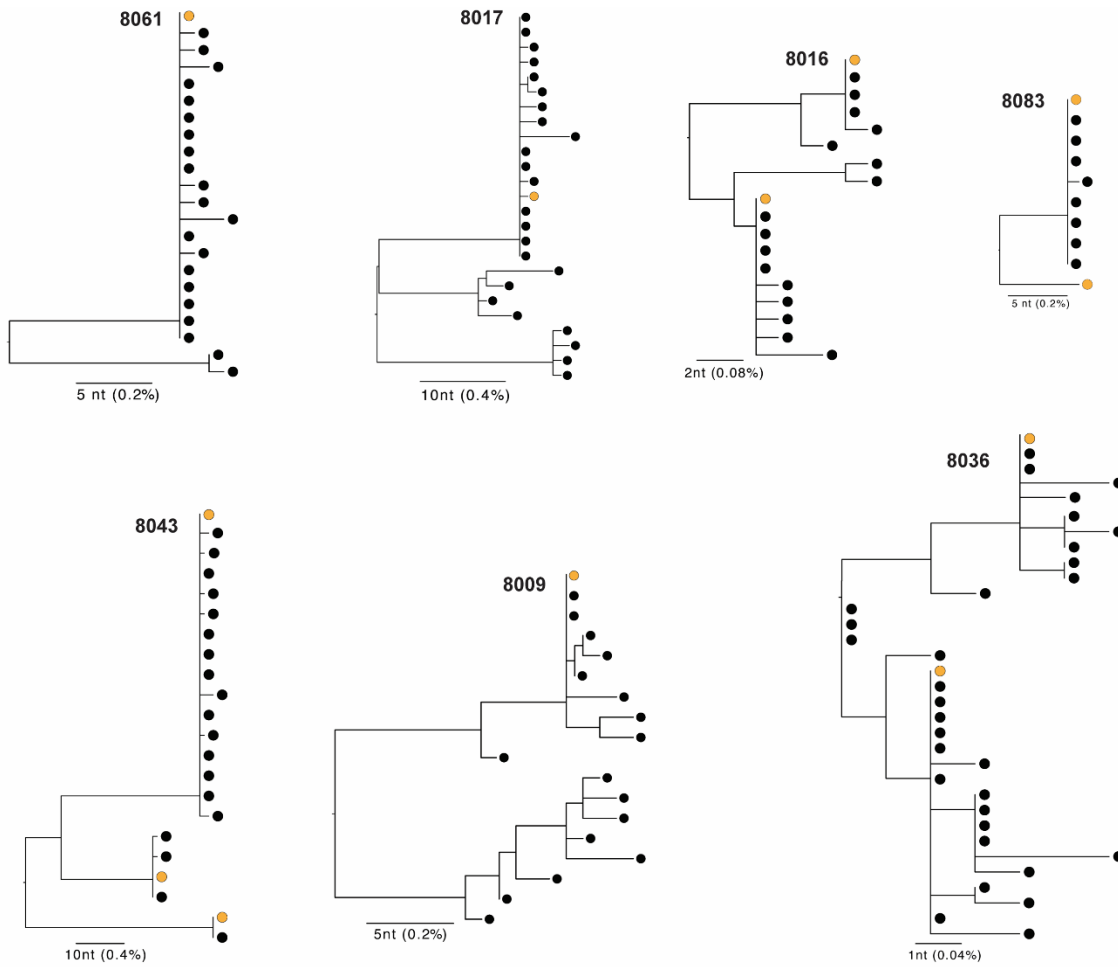 8061
8017
8016
8083
5 nt (0.2%)
10nt (0.4%)
2nt (0.08%)
5 nt (0.2%)
8043
8009
8036
10nt (0.4%)
5nt (0.2%)
1nt (0.04%)